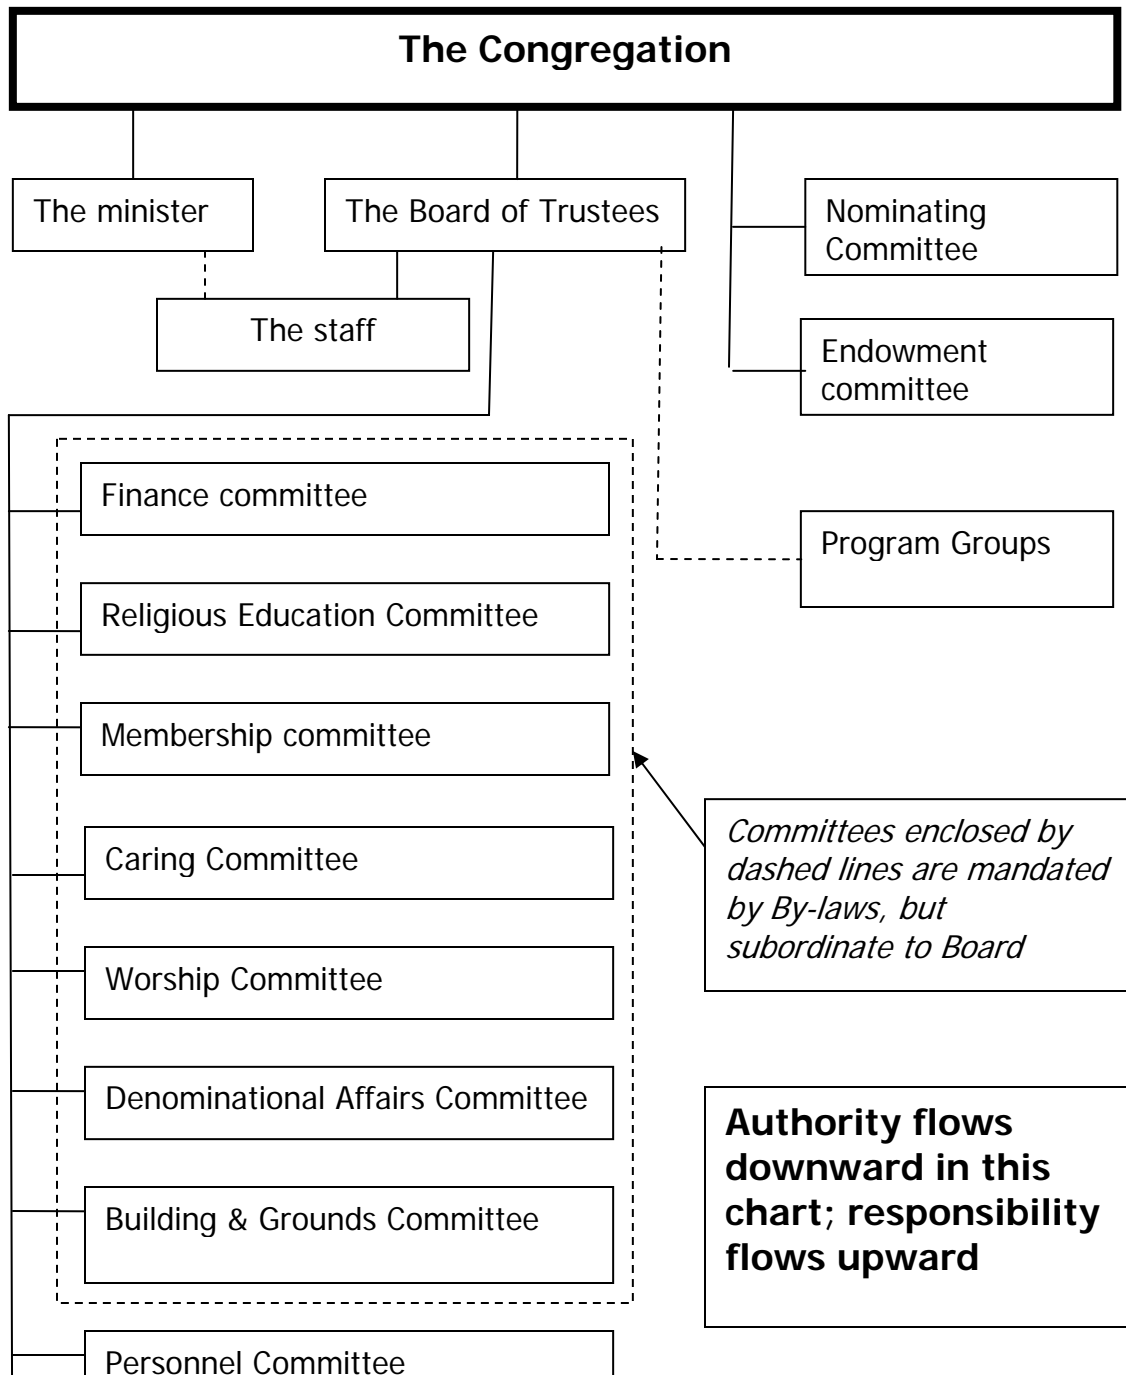 The Congregation
The minister
The Board of Trustees
Nominating
Committee
The staff
Endowment
committee
Finance committee
Program Groups
Religious Education Committee
Membership committee
Caring Committee
Committees enclosed by
dashed lines are mandated
by By-laws, but
subordinate to Board
Worship Committee
Denominational Affairs Committee
Authority flows
downward in this
chart; responsibility
flows upward
Building & Grounds Committee
Personnel Committee